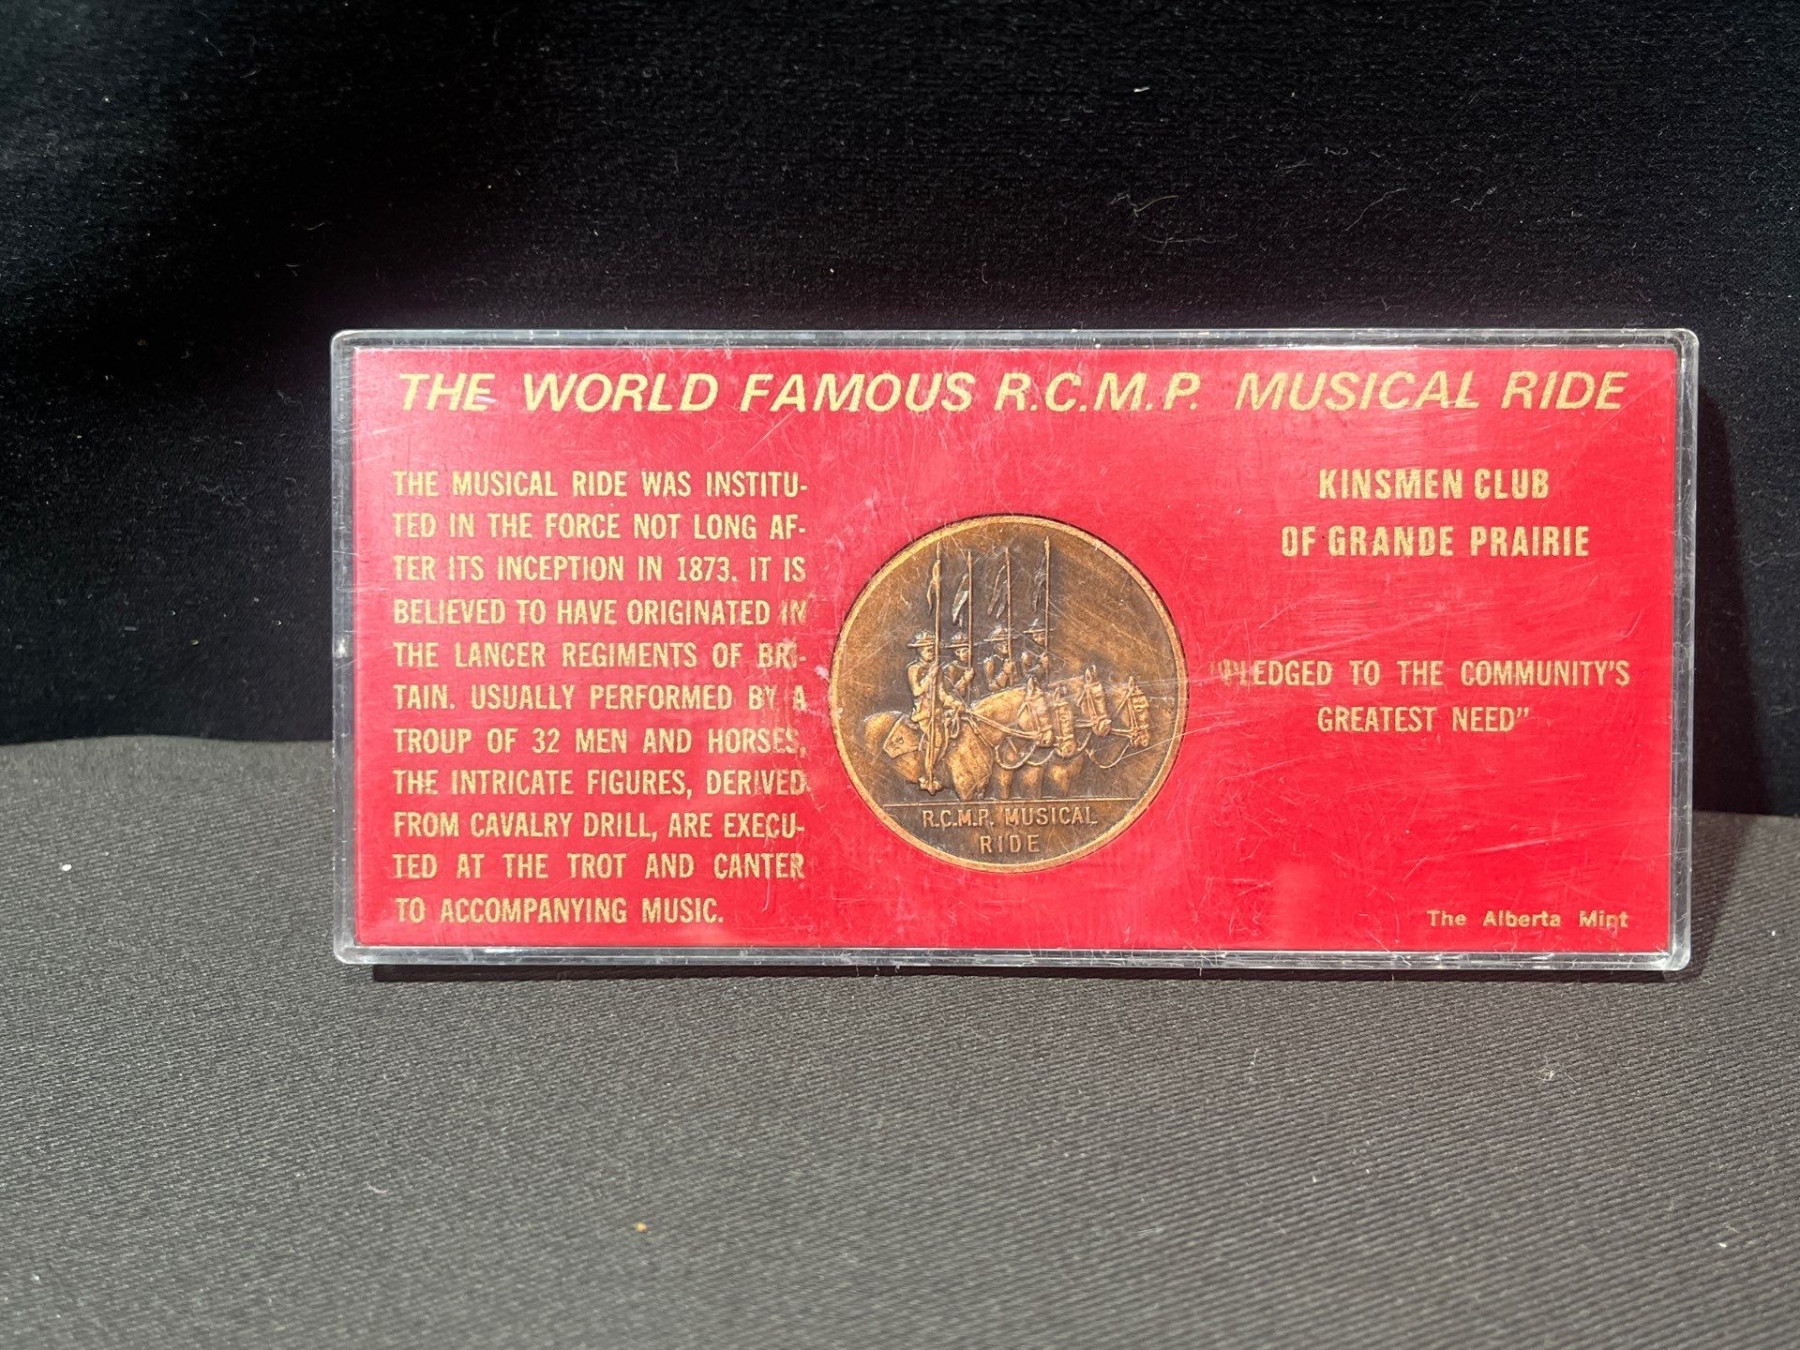 THE WORLD FAMOUS R.C.M.P. MUSICAL RIDE
THE MUSICAL RIDE WAS INSTITU-
TED IN THE FORCE NOT LONG AF-
TER ITS INCEPTION IN 1873. IT IS
BELIEVED TO HAVE ORIGINATED IN
THE LANCER REGIMENTS OF BRI-
TAIN. USUALLY PERFORMED BY A
TROUP OF 32 MEN AND HORSES,
THE INTRICATE FIGURES, DERIVED
FROM CAVALRY DRILL, ARE EXECU-
TED AT THE TROT AND CANTER
TO ACCOMPANYING MUSIC.
R.C.M.P. MUSICAL
RIDE
KINSMEN CLUB
OF GRANDE PRAIRIE
"PLEDGED TO THE COMMUNITY'S
GREATEST NEED"
The Alberta Mint